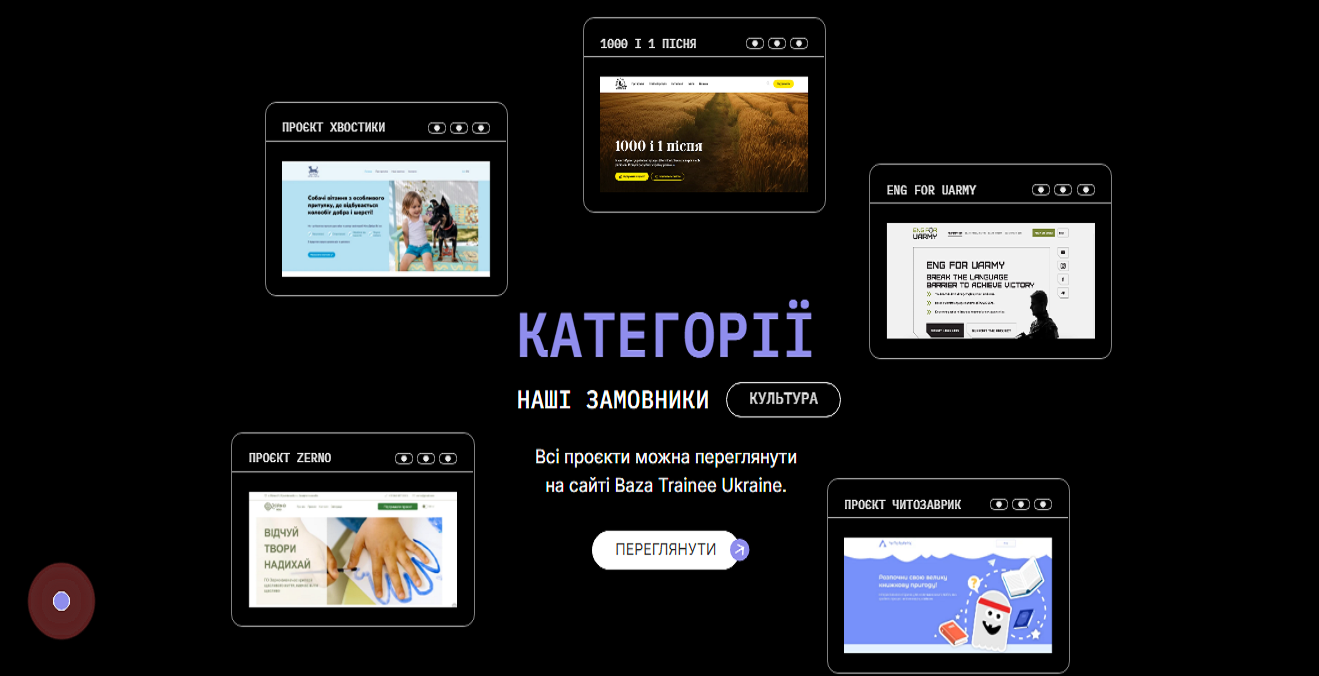 1000 І 1 ПІСНЯ
1000 і 1 пісня
ПРОЄКТ ХВОСТИКИ
Собачі вітання з особливого
притулку, де відбувається
колообіг добра і шерсті!
ENG FOR UARMY
ENG FOR
UARMY
ENG FOR UARMY
BREAK THE LANGUAGE
BARRIER TO ACHIEVE VICTORY
КАТЕГОРІЇ
НАШІ ЗАМОВНИКИ
КУЛЬТУРА
Всі проєкти можна переглянути
на сайті Baza Trainee Ukraine.
ПЕРЕГЛЯНУТИ
ПРОЄКТ ZERNO
ВІДЧУЙ
ТВОРИ
НАДИХАЙ
ПРОЄКТ ЧИТОЗАВРИК
Розпочни свою велику
книжкову пригоду!